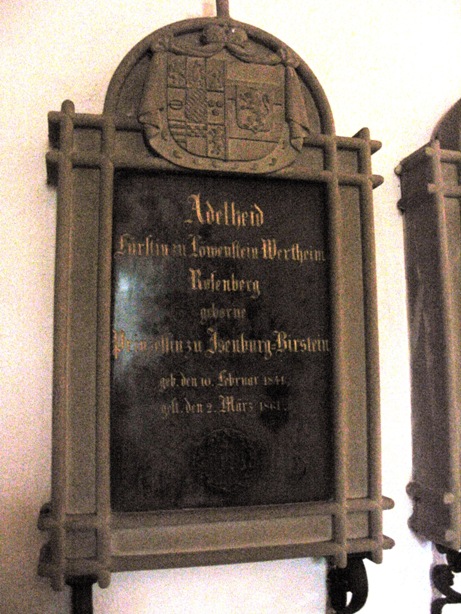 Adelheid
Fürstin zu Löwenstein Wertheim
Rosenberg
geborne
Prinzessin zu Isenburg-Birstein
geb. den 10. Februar 1841.
gest. den 2. März 1861.